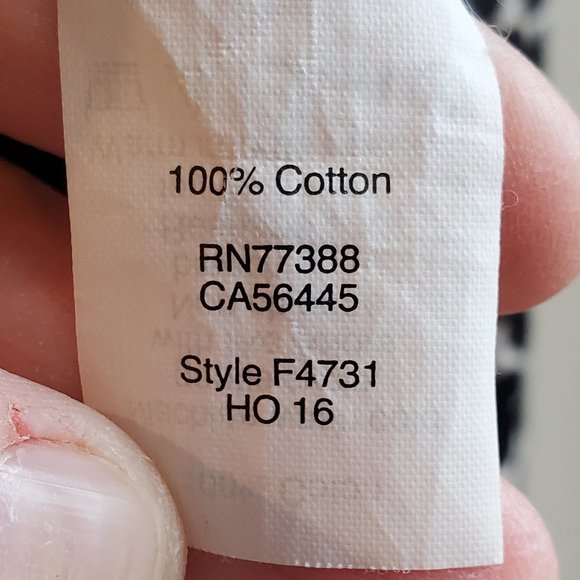 100% Cotton
RN77388
CA56445
Style F4731
HO 16